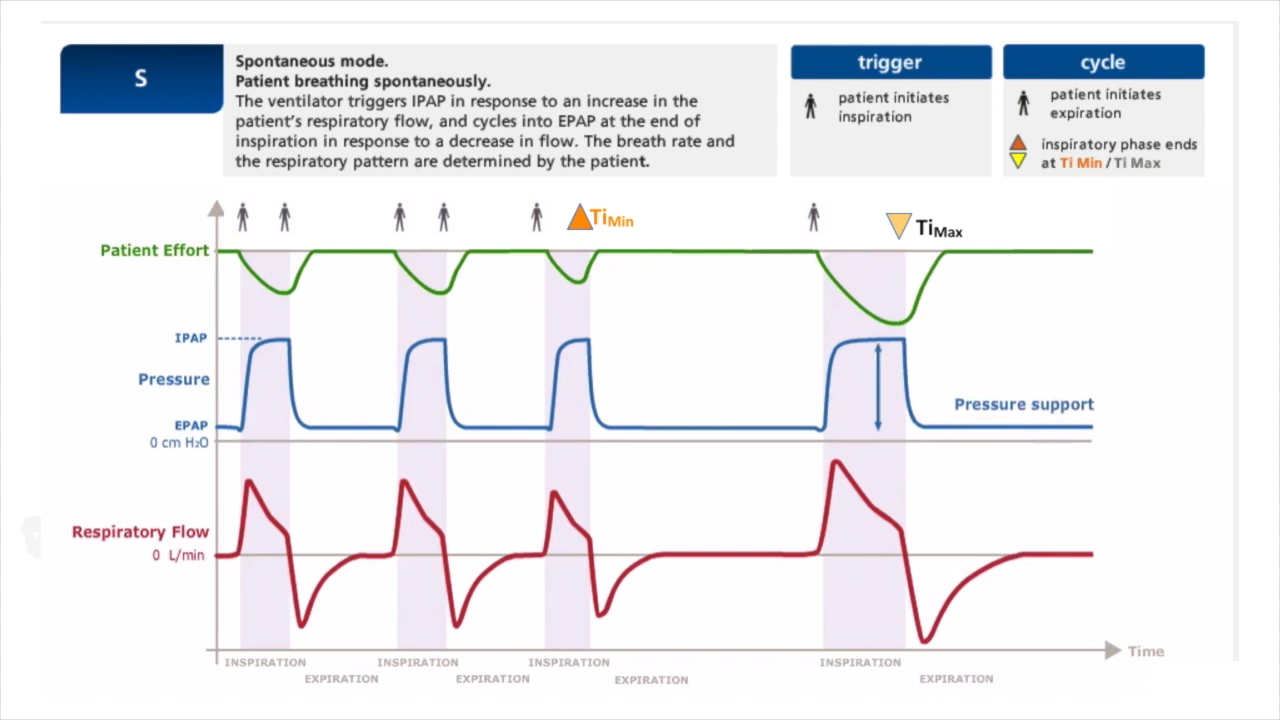 S
Spontaneous mode.
Patient breathing spontaneously.
The ventilator triggers IPAP in response to an increase in the
patient's respiratory flow, and cycles into EPAP at the end of
inspiration in response to a decrease in flow. The breath rate and
the respiratory pattern are determined by the patient.
trigger
patient initiates
inspiration
cycle
patient initiates
expiration
inspiratory phase ends
at Ti Min / Ti Max
TiMin
TiMax
Patient Effort
IPAP
Pressure
EPAP
0 cm H2O
Pressure support
Respiratory Flow
0 L/min
Time
INSPIRATION
EXPIRATION
INSPIRATION
EXPIRATION
INSPIRATION
EXPIRATION
INSPIRATION
EXPIRATION